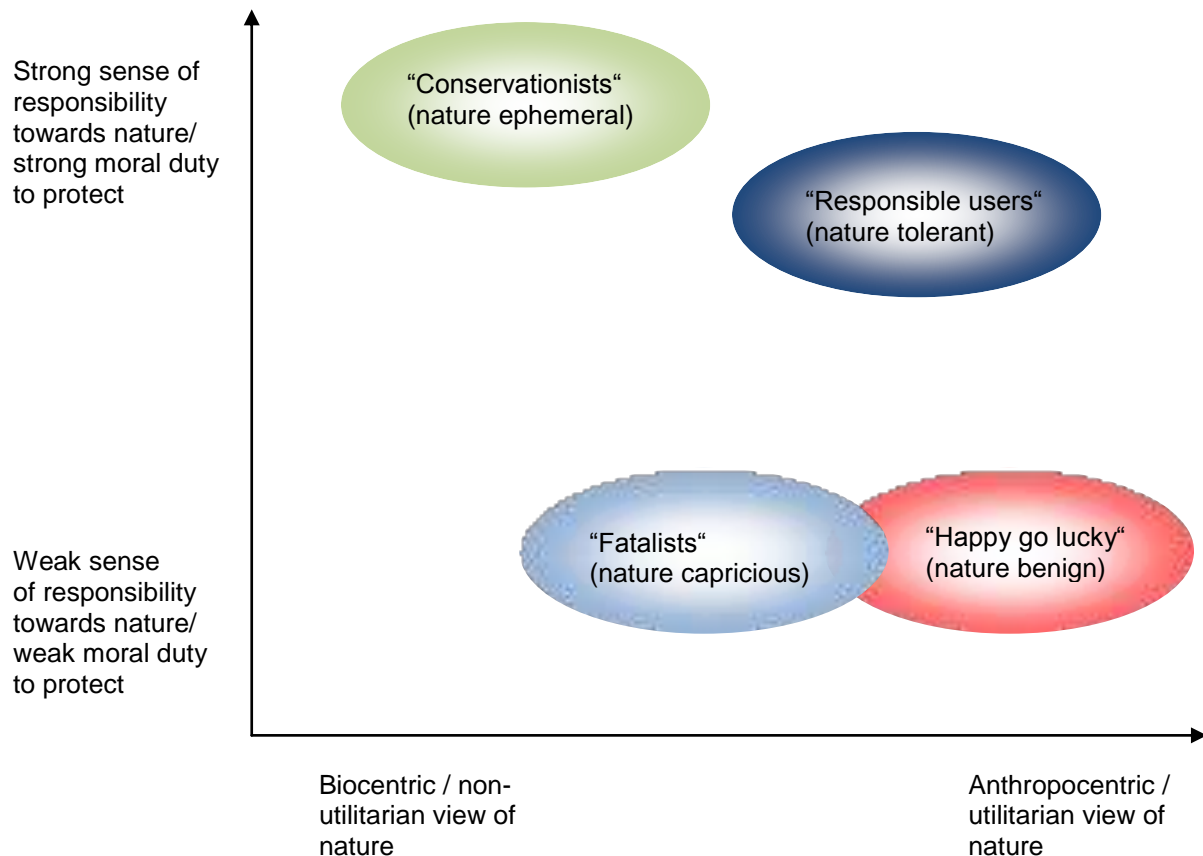 Strong sense of
responsibility
towards nature/
strong moral duty
to protect
“Conservationists“
(nature ephemeral)
“Responsible users“
(nature tolerant)
Weak sense
of responsibility
towards nature/
weak moral duty
to protect
“Fatalists“
(nature capricious)
“Happy go lucky“
(nature benign)
Biocentric / non-
utilitarian view of
nature
Anthropocentric /
utilitarian view of
nature